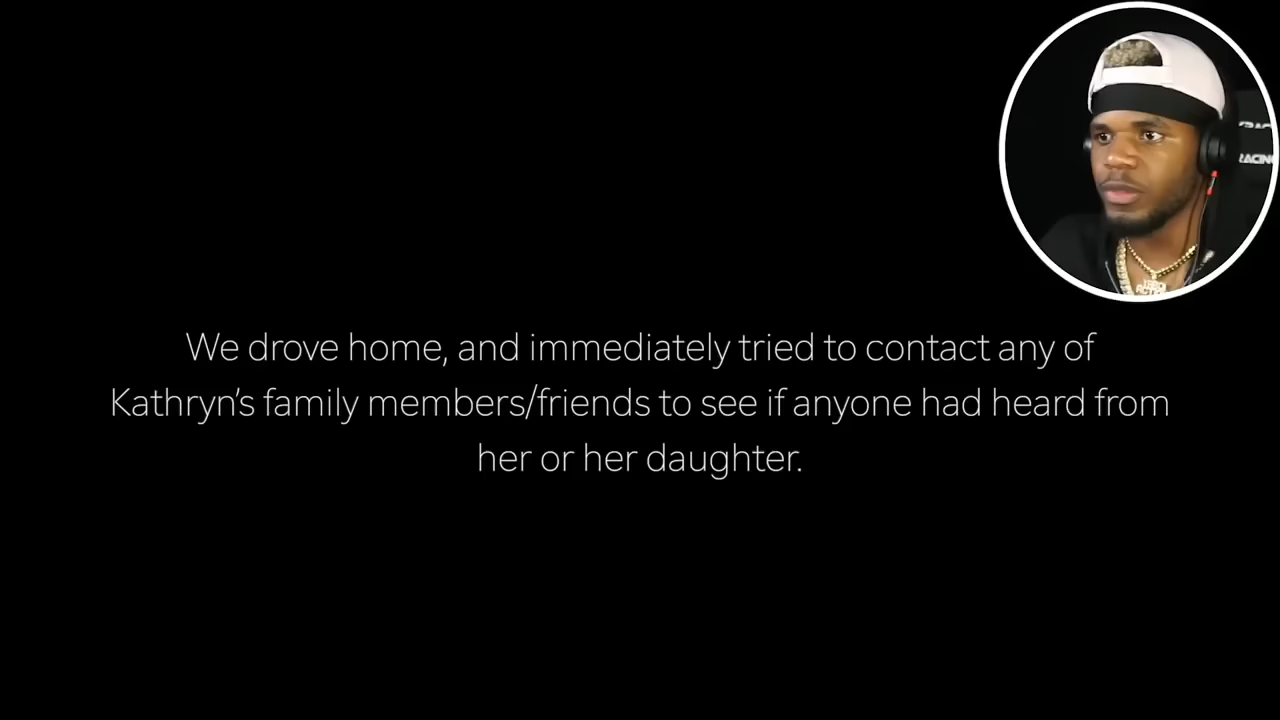 RACING
We drove home, and immediately tried to contact any of
Kathryn's family members/friends to see if anyone had heard from
her or her daughter.